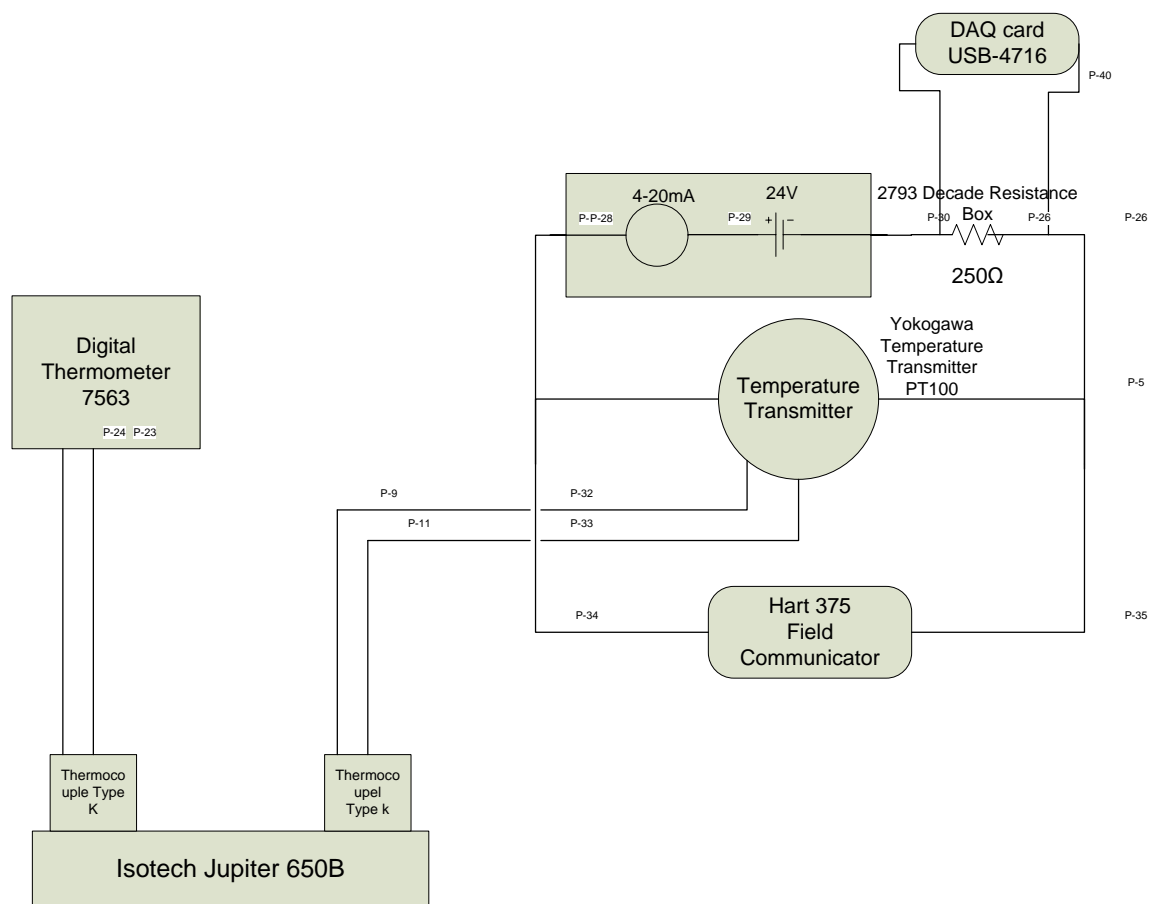 DAQ card
USB-4716
P-40
4-20mA
24V
2793 Decade Resistance
Box
P-P-28
P-29
+
−
P-30
P-26
P-26
250Ω
Digital
Thermometer
7563
P-24
P-23
Temperature
Transmitter
Yokogawa
Temperature
Transmitter
PT100
P-5
P-9
P-32
P-11
P-33
P-34
Hart 375
Field
Communicator
P-35
Thermoco
uple Type
K
Thermoco
upel
Type k
Isotech Jupiter 650B